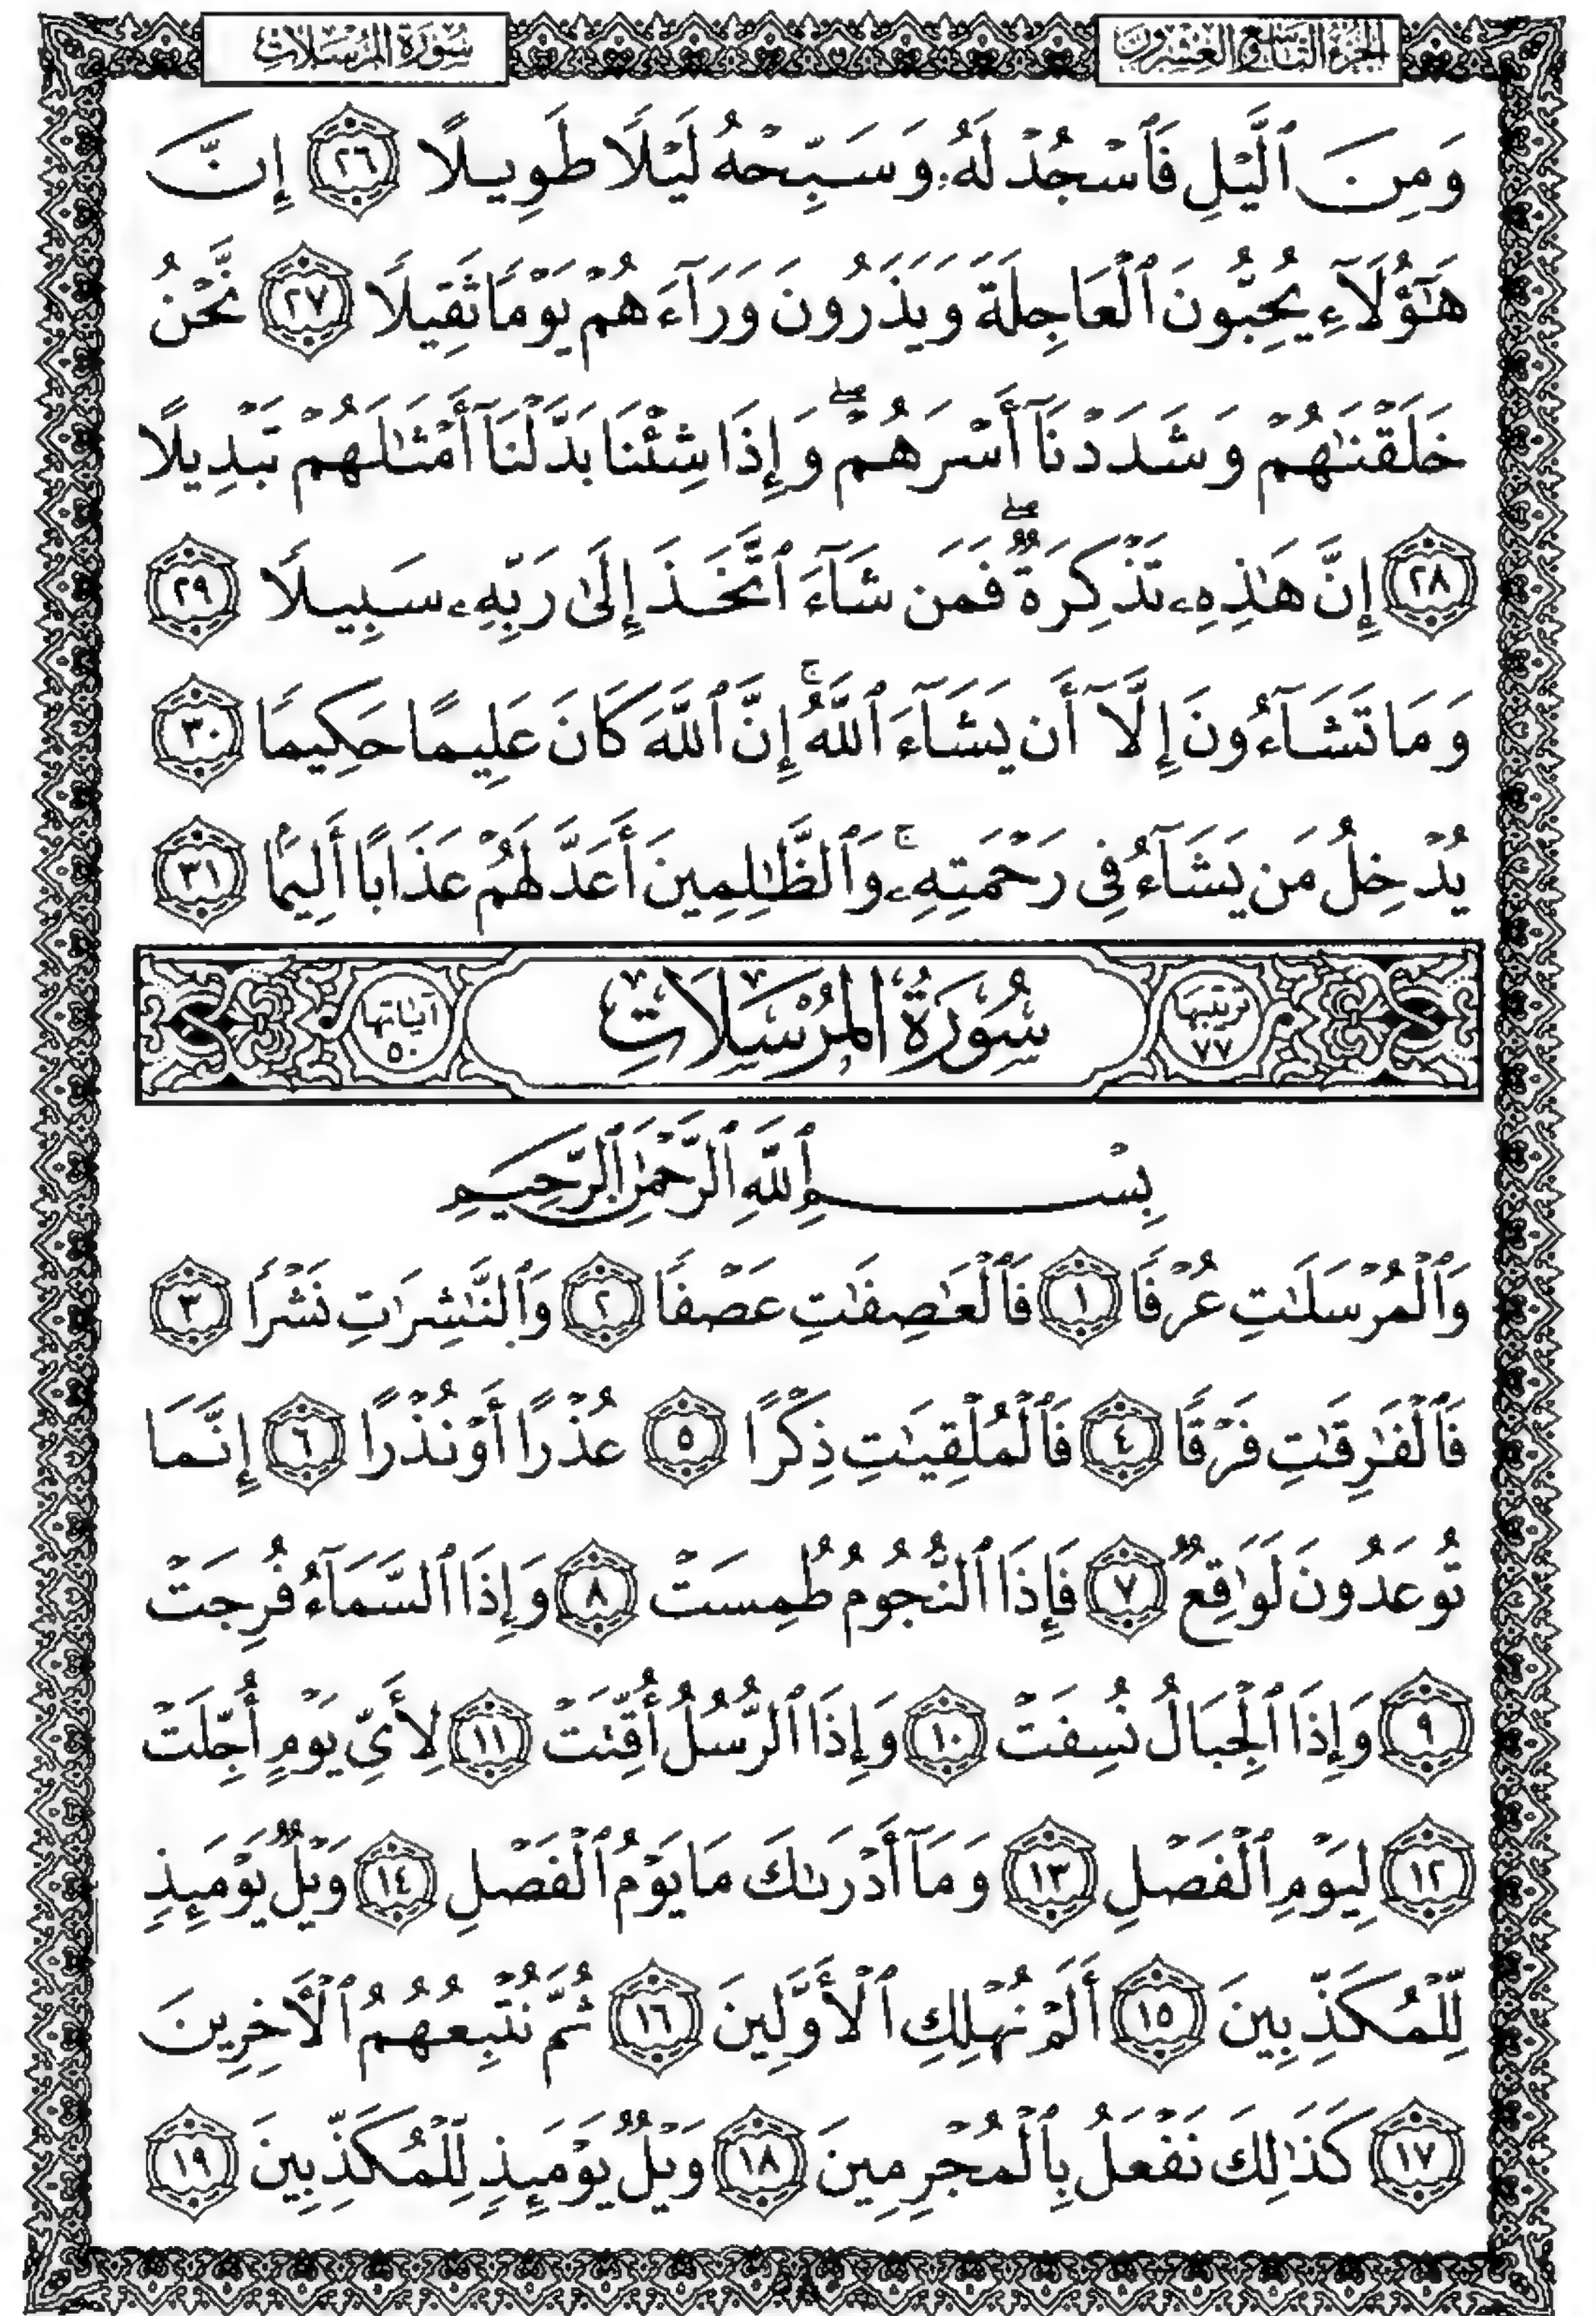 الجزء التاسع والعشرون
سورة المرسلات
وَمِنَ ٱلَّيْلِ فَٱسْجُدْ لَهُۥ وَسَبِّحْهُ لَيْلًا طَوِيلًا ٢٦ إِنَّ
هَٰٓؤُلَآءِ يُحِبُّونَ ٱلْعَاجِلَةَ وَيَذَرُونَ وَرَآءَهُمْ يَوْمًا ثَقِيلًا ٢٧ نَّحْنُ
خَلَقْنَٰهُمْ وَشَدَدْنَآ أَسْرَهُمْ ۖ وَإِذَا شِئْنَا بَدَّلْنَآ أَمْثَٰلَهُمْ تَبْدِيلًا
٢٨ إِنَّ هَٰذِهِۦ تَذْكِرَةٌ ۖ فَمَن شَآءَ ٱتَّخَذَ إِلَىٰ رَبِّهِۦ سَبِيلًا ٢٩
وَمَا تَشَآءُونَ إِلَّآ أَن يَشَآءَ ٱللَّهُ ۚ إِنَّ ٱللَّهَ كَانَ عَلِيمًا حَكِيمًا ٣٠
يُدْخِلُ مَن يَشَآءُ فِى رَحْمَتِهِۦ ۚ وَٱلظَّٰلِمِينَ أَعَدَّ لَهُمْ عَذَابًا أَلِيمًۢا ٣١
ترتيبها ٧٧ سُورَةُ المُرْسَلَاتِ آياتها ٥٠
بِسْمِ ٱللَّهِ ٱلرَّحْمَٰنِ ٱلرَّحِيمِ
وَٱلْمُرْسَلَٰتِ عُرْفًا ١ فَٱلْعَٰصِفَٰتِ عَصْفًا ٢ وَٱلنَّٰشِرَٰتِ نَشْرًا ٣
فَٱلْفَٰرِقَٰتِ فَرْقًا ٤ فَٱلْمُلْقِيَٰتِ ذِكْرًا ٥ عُذْرًا أَوْ نُذْرًا ٦ إِنَّمَا
تُوعَدُونَ لَوَٰقِعٌ ٧ فَإِذَا ٱلنُّجُومُ طُمِسَتْ ٨ وَإِذَا ٱلسَّمَآءُ فُرِجَتْ
٩ وَإِذَا ٱلْجِبَالُ نُسِفَتْ ١٠ وَإِذَا ٱلرُّسُلُ أُقِّتَتْ ١١ لِأَىِّ يَوْمٍ أُجِّلَتْ
١٢ لِيَوْمِ ٱلْفَصْلِ ١٣ وَمَآ أَدْرَىٰكَ مَا يَوْمُ ٱلْفَصْلِ ١٤ وَيْلٌ يَوْمَئِذٍ
لِّلْمُكَذِّبِينَ ١٥ أَلَمْ نُهْلِكِ ٱلْأَوَّلِينَ ١٦ ثُمَّ نُتْبِعُهُمُ ٱلْءَاخِرِينَ
١٧ كَذَٰلِكَ نَفْعَلُ بِٱلْمُجْرِمِينَ ١٨ وَيْلٌ يَوْمَئِذٍ لِّلْمُكَذِّبِينَ ١٩